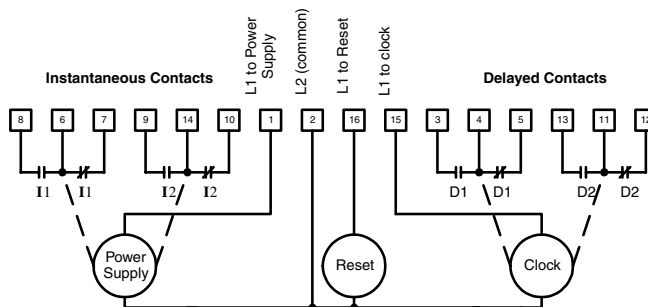 L1 to Power
Supply
L2 (common)
L1 to Reset
L1 to clock
Instantaneous Contacts
Delayed Contacts
8 6 7 9 14 10 1 2 16 15 3 4 5 13 11 12
I1 I1 I2 I2 D1 D1 D2 D2
Power
Supply
Reset
Clock